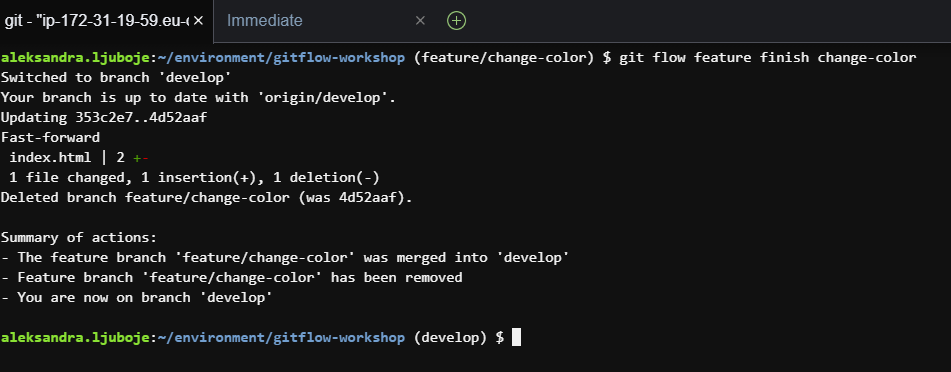 git - "ip-172-31-19-59.eu-c × Immediate ×
aleksandra.ljuboje:~/environment/gitflow-workshop (feature/change-color) $ git flow feature finish change-color
Switched to branch 'develop'
Your branch is up to date with 'origin/develop'.
Updating 353c2e7..4d52aaf
Fast-forward
 index.html | 2 +-
 1 file changed, 1 insertion(+), 1 deletion(-)
Deleted branch feature/change-color (was 4d52aaf).
Summary of actions:
- The feature branch 'feature/change-color' was merged into 'develop'
- Feature branch 'feature/change-color' has been removed
- You are now on branch 'develop'
aleksandra.ljuboje:~/environment/gitflow-workshop (develop) $